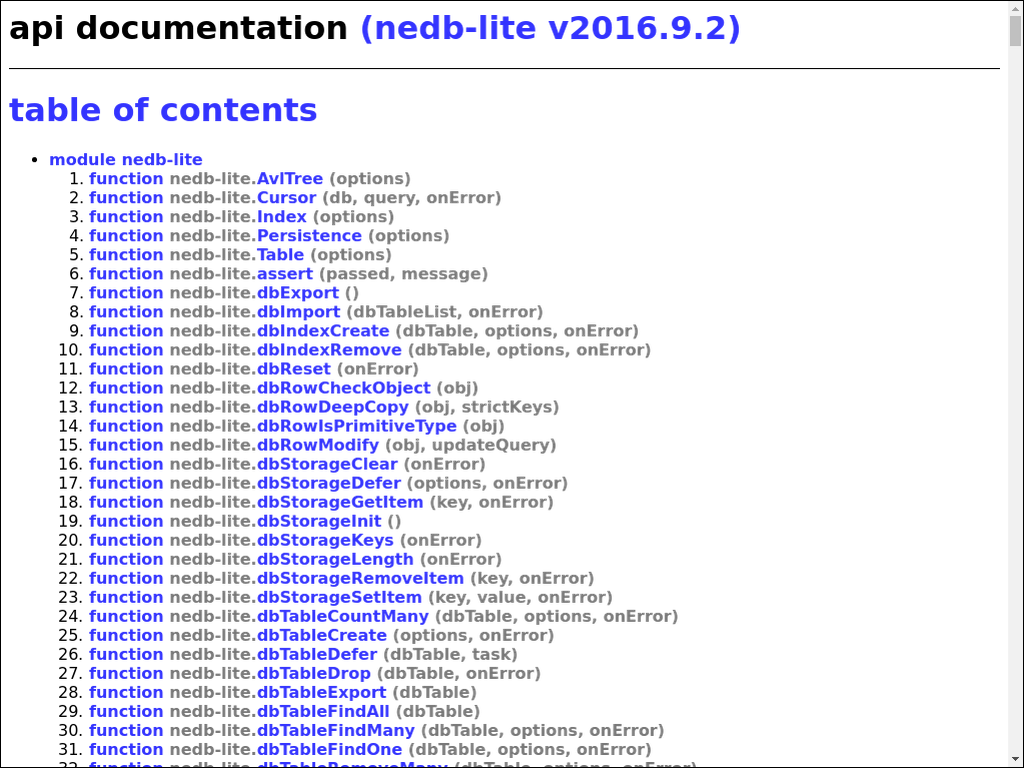 api documentation (nedb-lite v2016.9.2)
table of contents
• module nedb-lite
1. function nedb-lite.AvlTree (options)
2. function nedb-lite.Cursor (db, query, onError)
3. function nedb-lite.Index (options)
4. function nedb-lite.Persistence (options)
5. function nedb-lite.Table (options)
6. function nedb-lite.assert (passed, message)
7. function nedb-lite.dbExport ()
8. function nedb-lite.dbImport (dbTableList, onError)
9. function nedb-lite.dbIndexCreate (dbTable, options, onError)
10. function nedb-lite.dbIndexRemove (dbTable, options, onError)
11. function nedb-lite.dbReset (onError)
12. function nedb-lite.dbRowCheckObject (obj)
13. function nedb-lite.dbRowDeepCopy (obj, strictKeys)
14. function nedb-lite.dbRowIsPrimitiveType (obj)
15. function nedb-lite.dbRowModify (obj, updateQuery)
16. function nedb-lite.dbStorageClear (onError)
17. function nedb-lite.dbStorageDefer (options, onError)
18. function nedb-lite.dbStorageGetItem (key, onError)
19. function nedb-lite.dbStorageInit ()
20. function nedb-lite.dbStorageKeys (onError)
21. function nedb-lite.dbStorageLength (onError)
22. function nedb-lite.dbStorageRemoveItem (key, onError)
23. function nedb-lite.dbStorageSetItem (key, value, onError)
24. function nedb-lite.dbTableCountMany (dbTable, options, onError)
25. function nedb-lite.dbTableCreate (options, onError)
26. function nedb-lite.dbTableDefer (dbTable, task)
27. function nedb-lite.dbTableDrop (dbTable, onError)
28. function nedb-lite.dbTableExport (dbTable)
29. function nedb-lite.dbTableFindAll (dbTable)
30. function nedb-lite.dbTableFindMany (dbTable, options, onError)
31. function nedb-lite.dbTableFindOne (dbTable, options, onError)
32. function nedb-lite.dbTableRemoveMany (dbTable, options, onError)